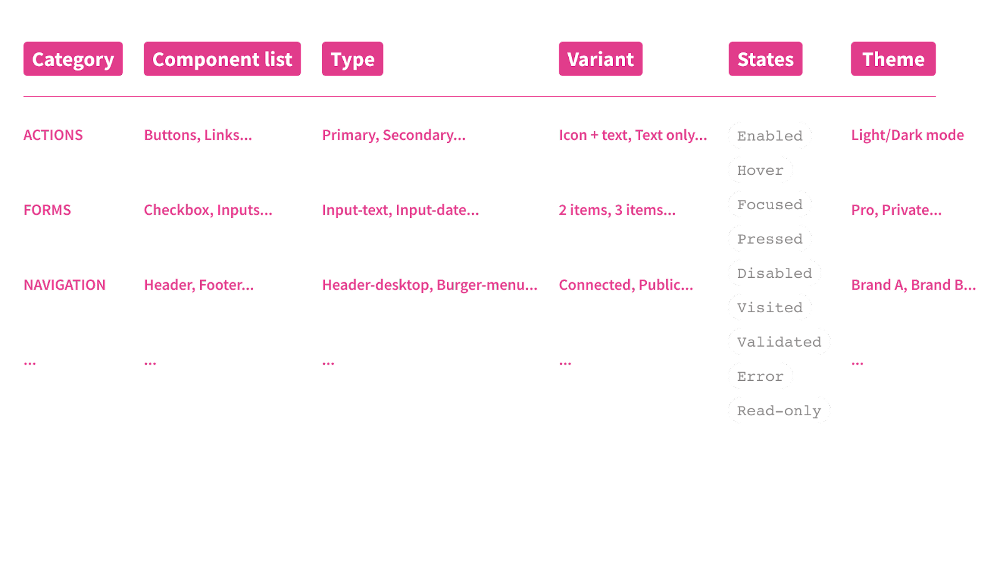 Category Component list Type Variant States Theme
ACTIONS Buttons, Links... Primary, Secondary... Icon + text, Text only... Enabled Light/Dark mode
Hover
FORMS Checkbox, Inputs... Input-text, Input-date... 2 items, 3 items... Focused Pro, Private...
Pressed
Disabled
NAVIGATION Header, Footer... Header-desktop, Burger-menu... Connected, Public... Brand A, Brand B...
Visited
Validated
... ... ... ... ...
Error
Read-only